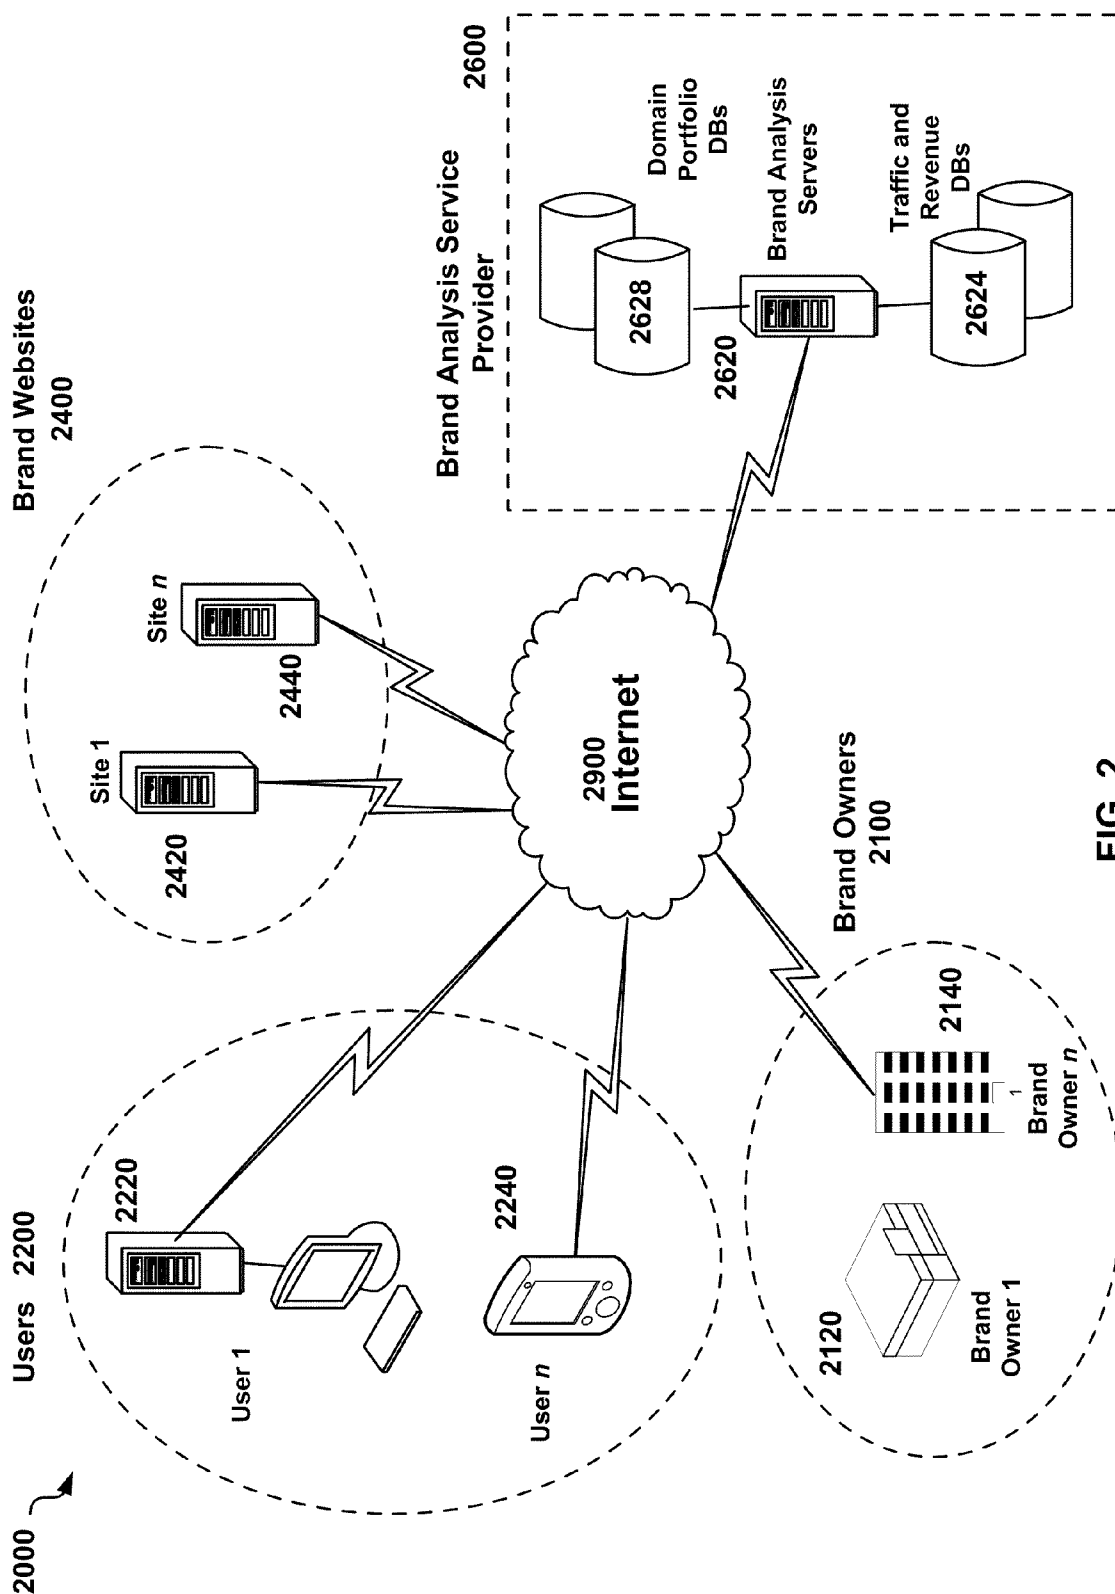 2000
Users 2200
2220
User 1
2240
User n
Brand Websites
2400
Site 1
2420
Site n
2440
2900
Internet
Brand Owners
2100
2120
Brand
Owner 1
2140
1
Brand
Owner n
Brand Analysis Service
Provider
2600
Domain
Portfolio
DBs
2628
2620
Brand Analysis
Servers
Traffic and
Revenue
DBs
2624
FIG. 2